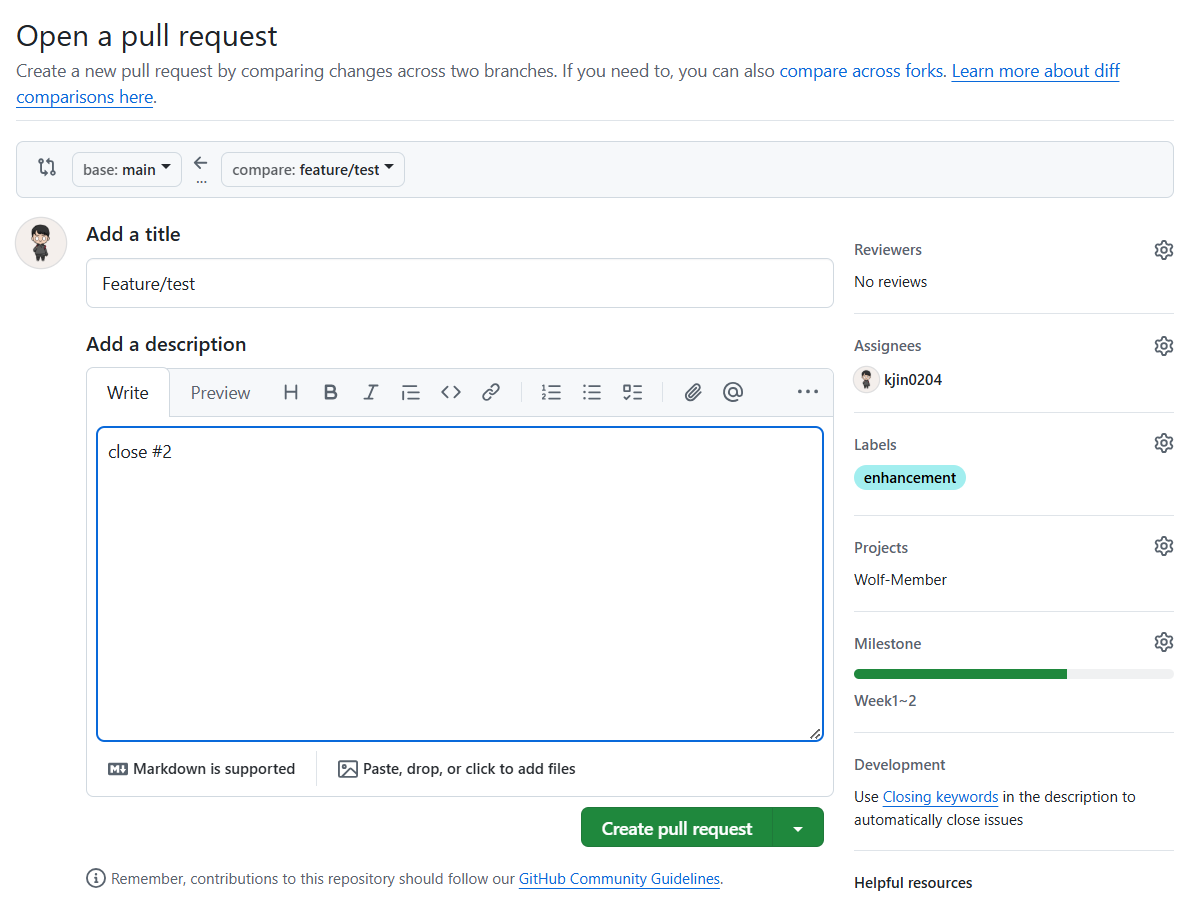 Open a pull request
Create a new pull request by comparing changes across two branches. If you need to, you can also compare across forks. Learn more about diff
comparisons here.
base: main
...
compare: feature/test
Add a title
Feature/test
Add a description
Write
Preview
close #2
Markdown is supported
Paste, drop, or click to add files
Create pull request
Remember, contributions to this repository should follow our GitHub Community Guidelines.
Reviewers
No reviews
Assignees
kjin0204
Labels
enhancement
Projects
Wolf-Member
Milestone
Week1~2
Development
Use Closing keywords in the description to
automatically close issues
Helpful resources